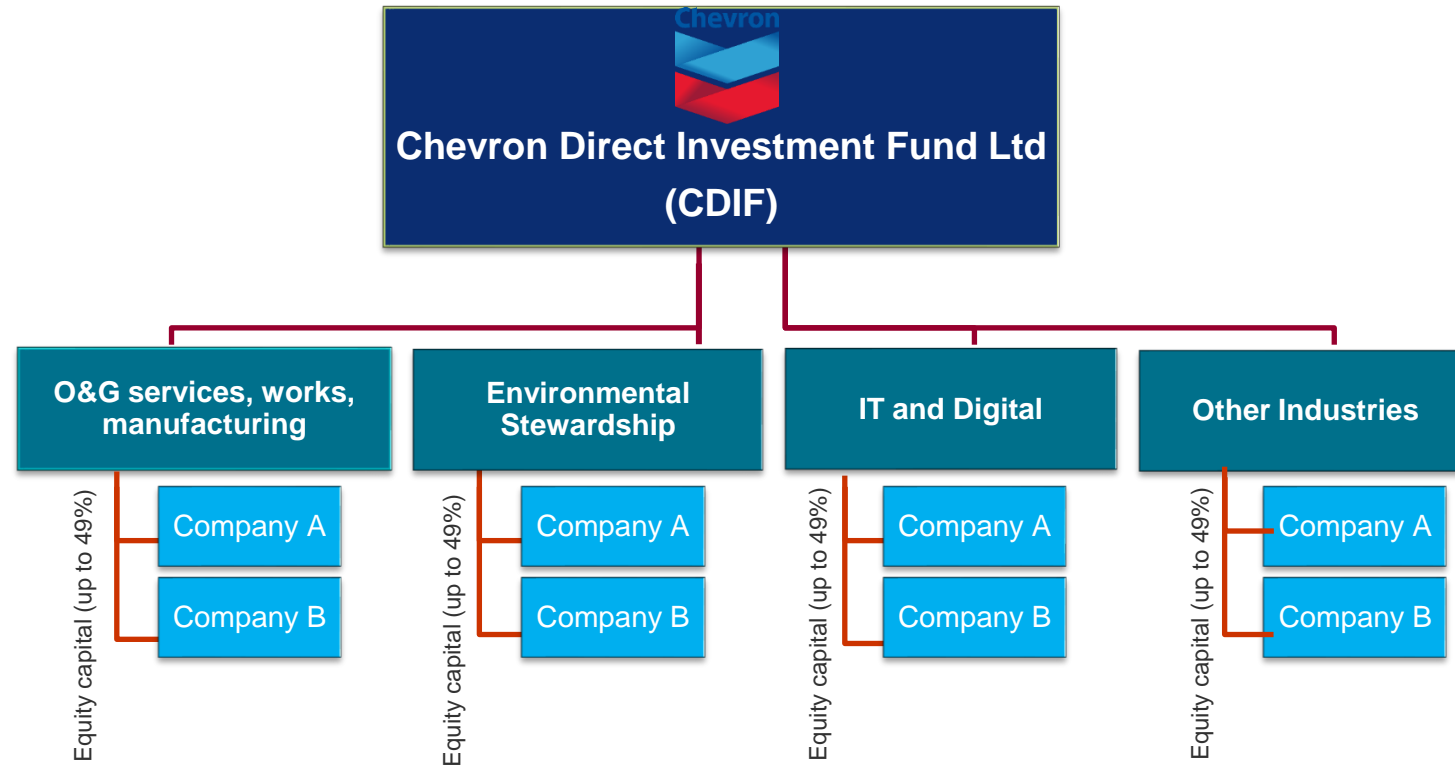 Chevron
Chevron Direct Investment Fund Ltd
(CDIF)
O&G services, works,
manufacturing
Equity capital (up to 49%)
Company A
Company B
Environmental
Stewardship
Equity capital (up to 49%)
Company A
Company B
IT and Digital
Equity capital (up to 49%)
Company A
Company B
Other Industries
Equity capital (up to 49%)
Company A
Company B